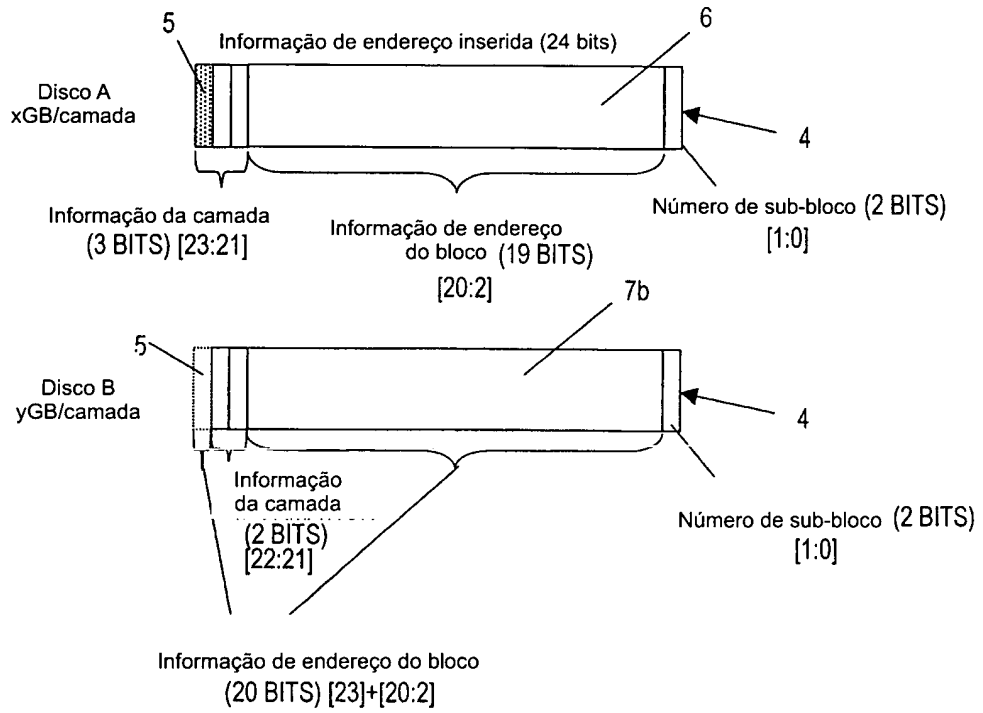 5
Informação de endereço inserida (24 bits)
6
Disco A
xGB/camada
4
Informação da camada
(3 BITS) [23:21]
Informação de endereço
do bloco (19 BITS)
[20:2]
Número de sub-bloco (2 BITS)
[1:0]
5
7b
Disco B
yGB/camada
4
Informação
da camada
(2 BITS)
[22:21]
Número de sub-bloco (2 BITS)
[1:0]
Informação de endereço do bloco
(20 BITS) [23]+[20:2]